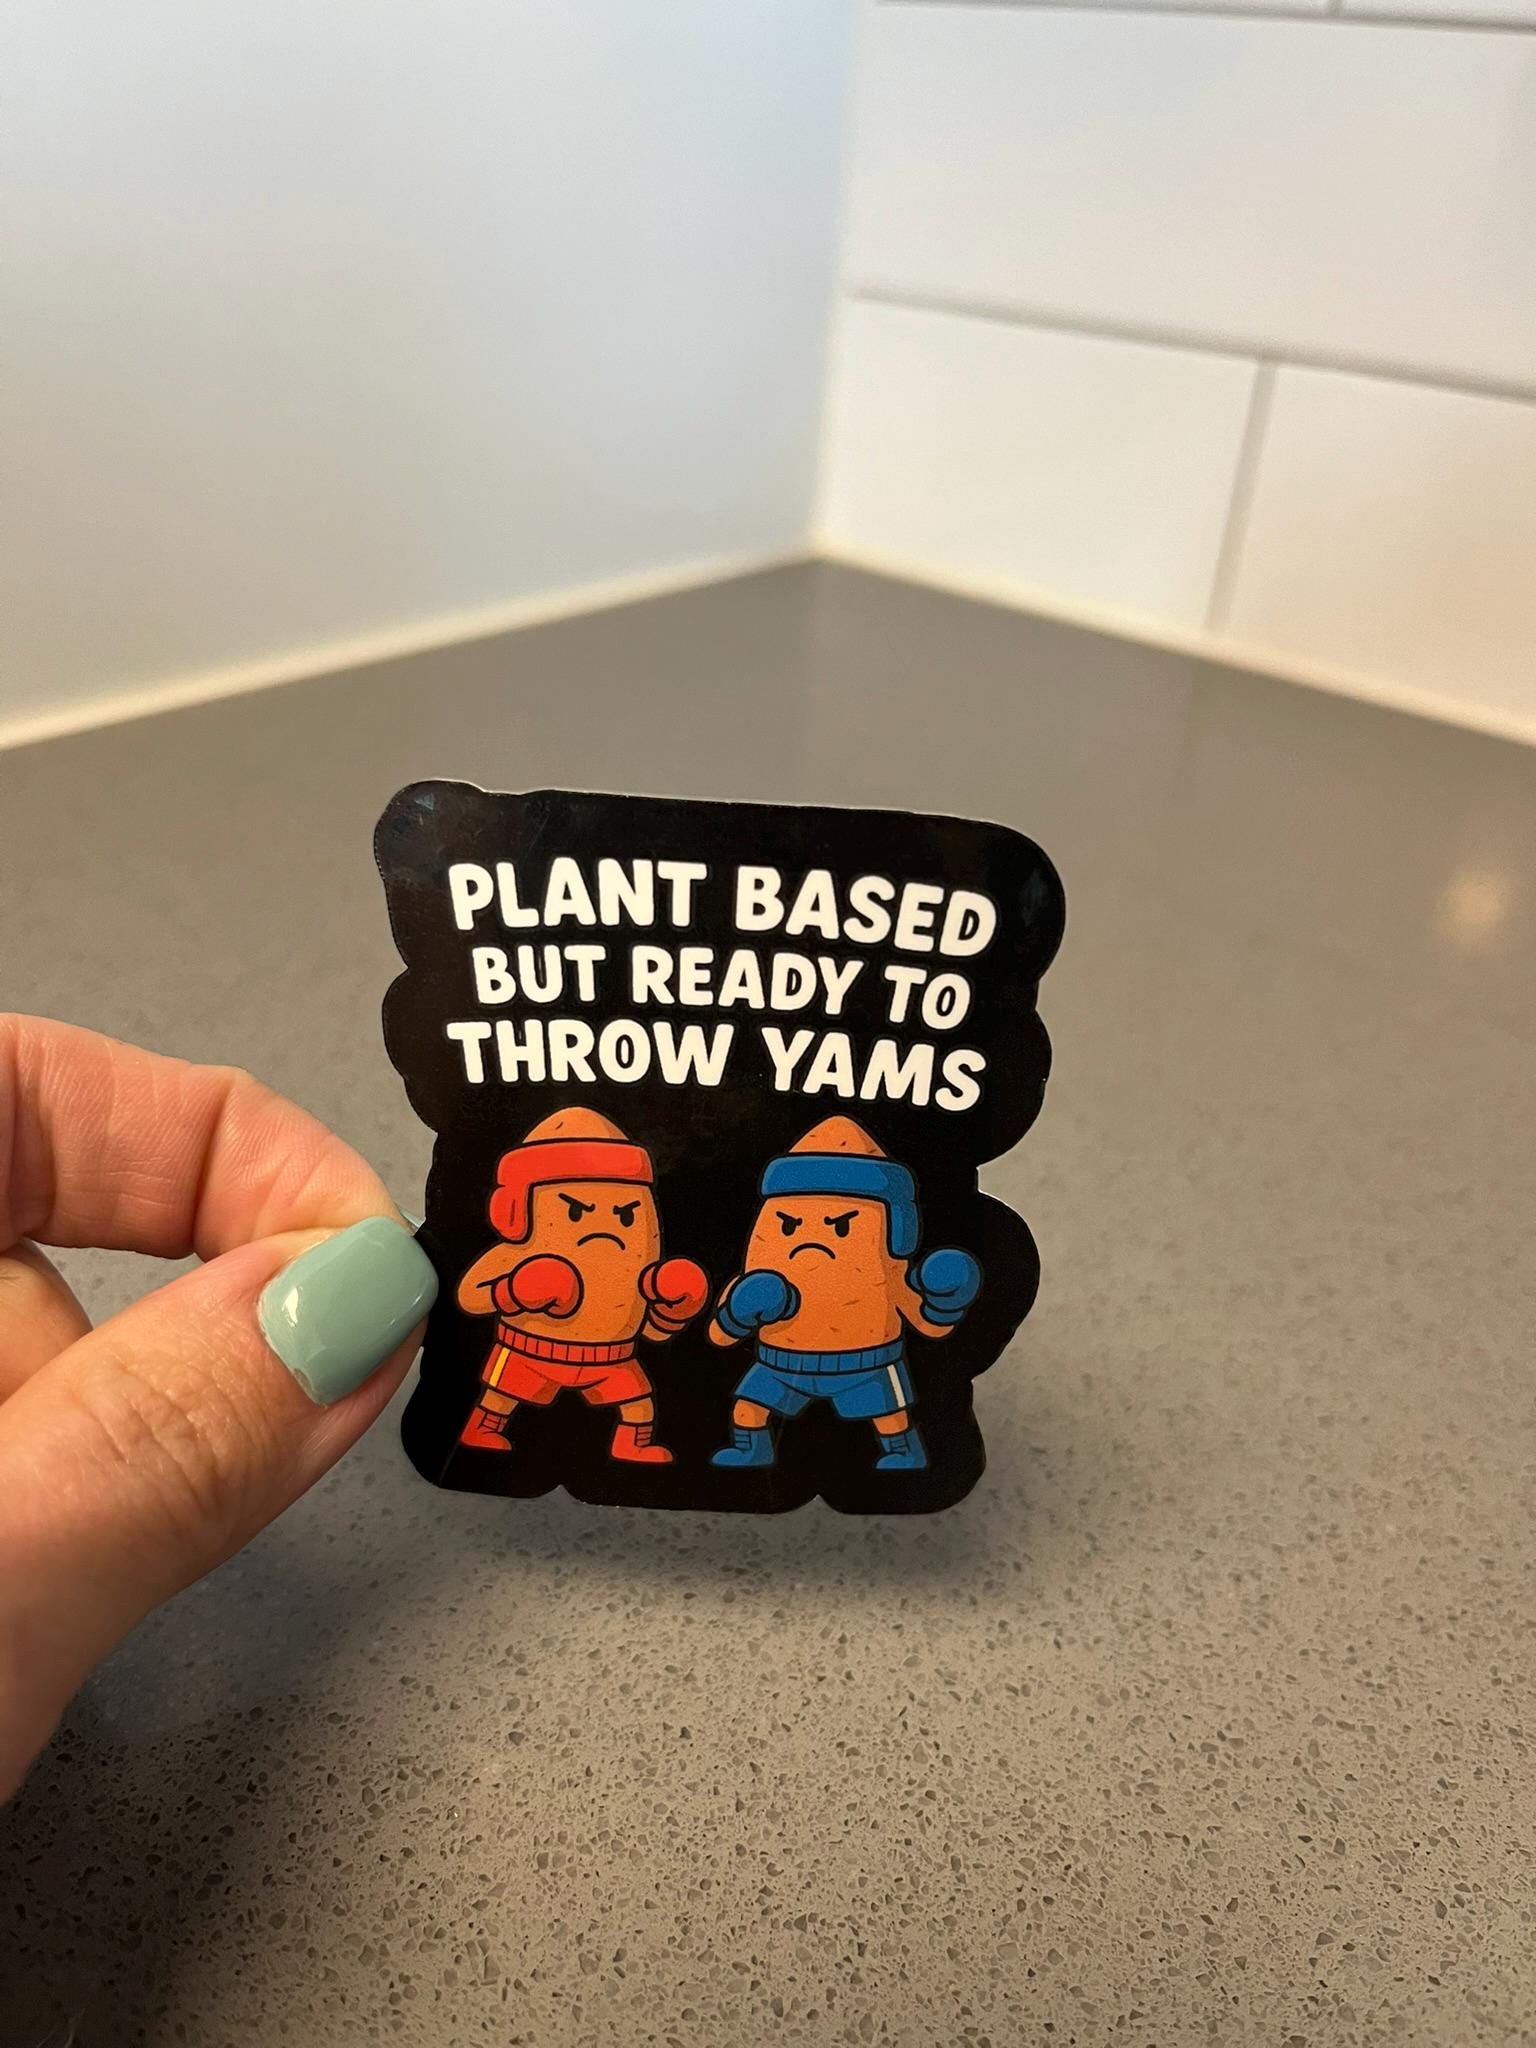 PLANT BASED
BUT READY TO
THROW YAMS